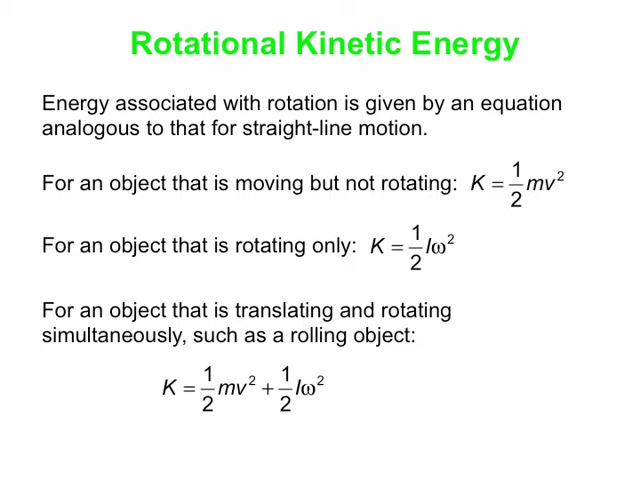 Rotational Kinetic Energy
Energy associated with rotation is given by an equation
analogous to that for straight-line motion.
For an object that is moving but not rotating: K = 1/2 mv²
For an object that is rotating only: K = 1/2 Iω²
For an object that is translating and rotating
simultaneously, such as a rolling object:
K = 1/2 mv² + 1/2 Iω²